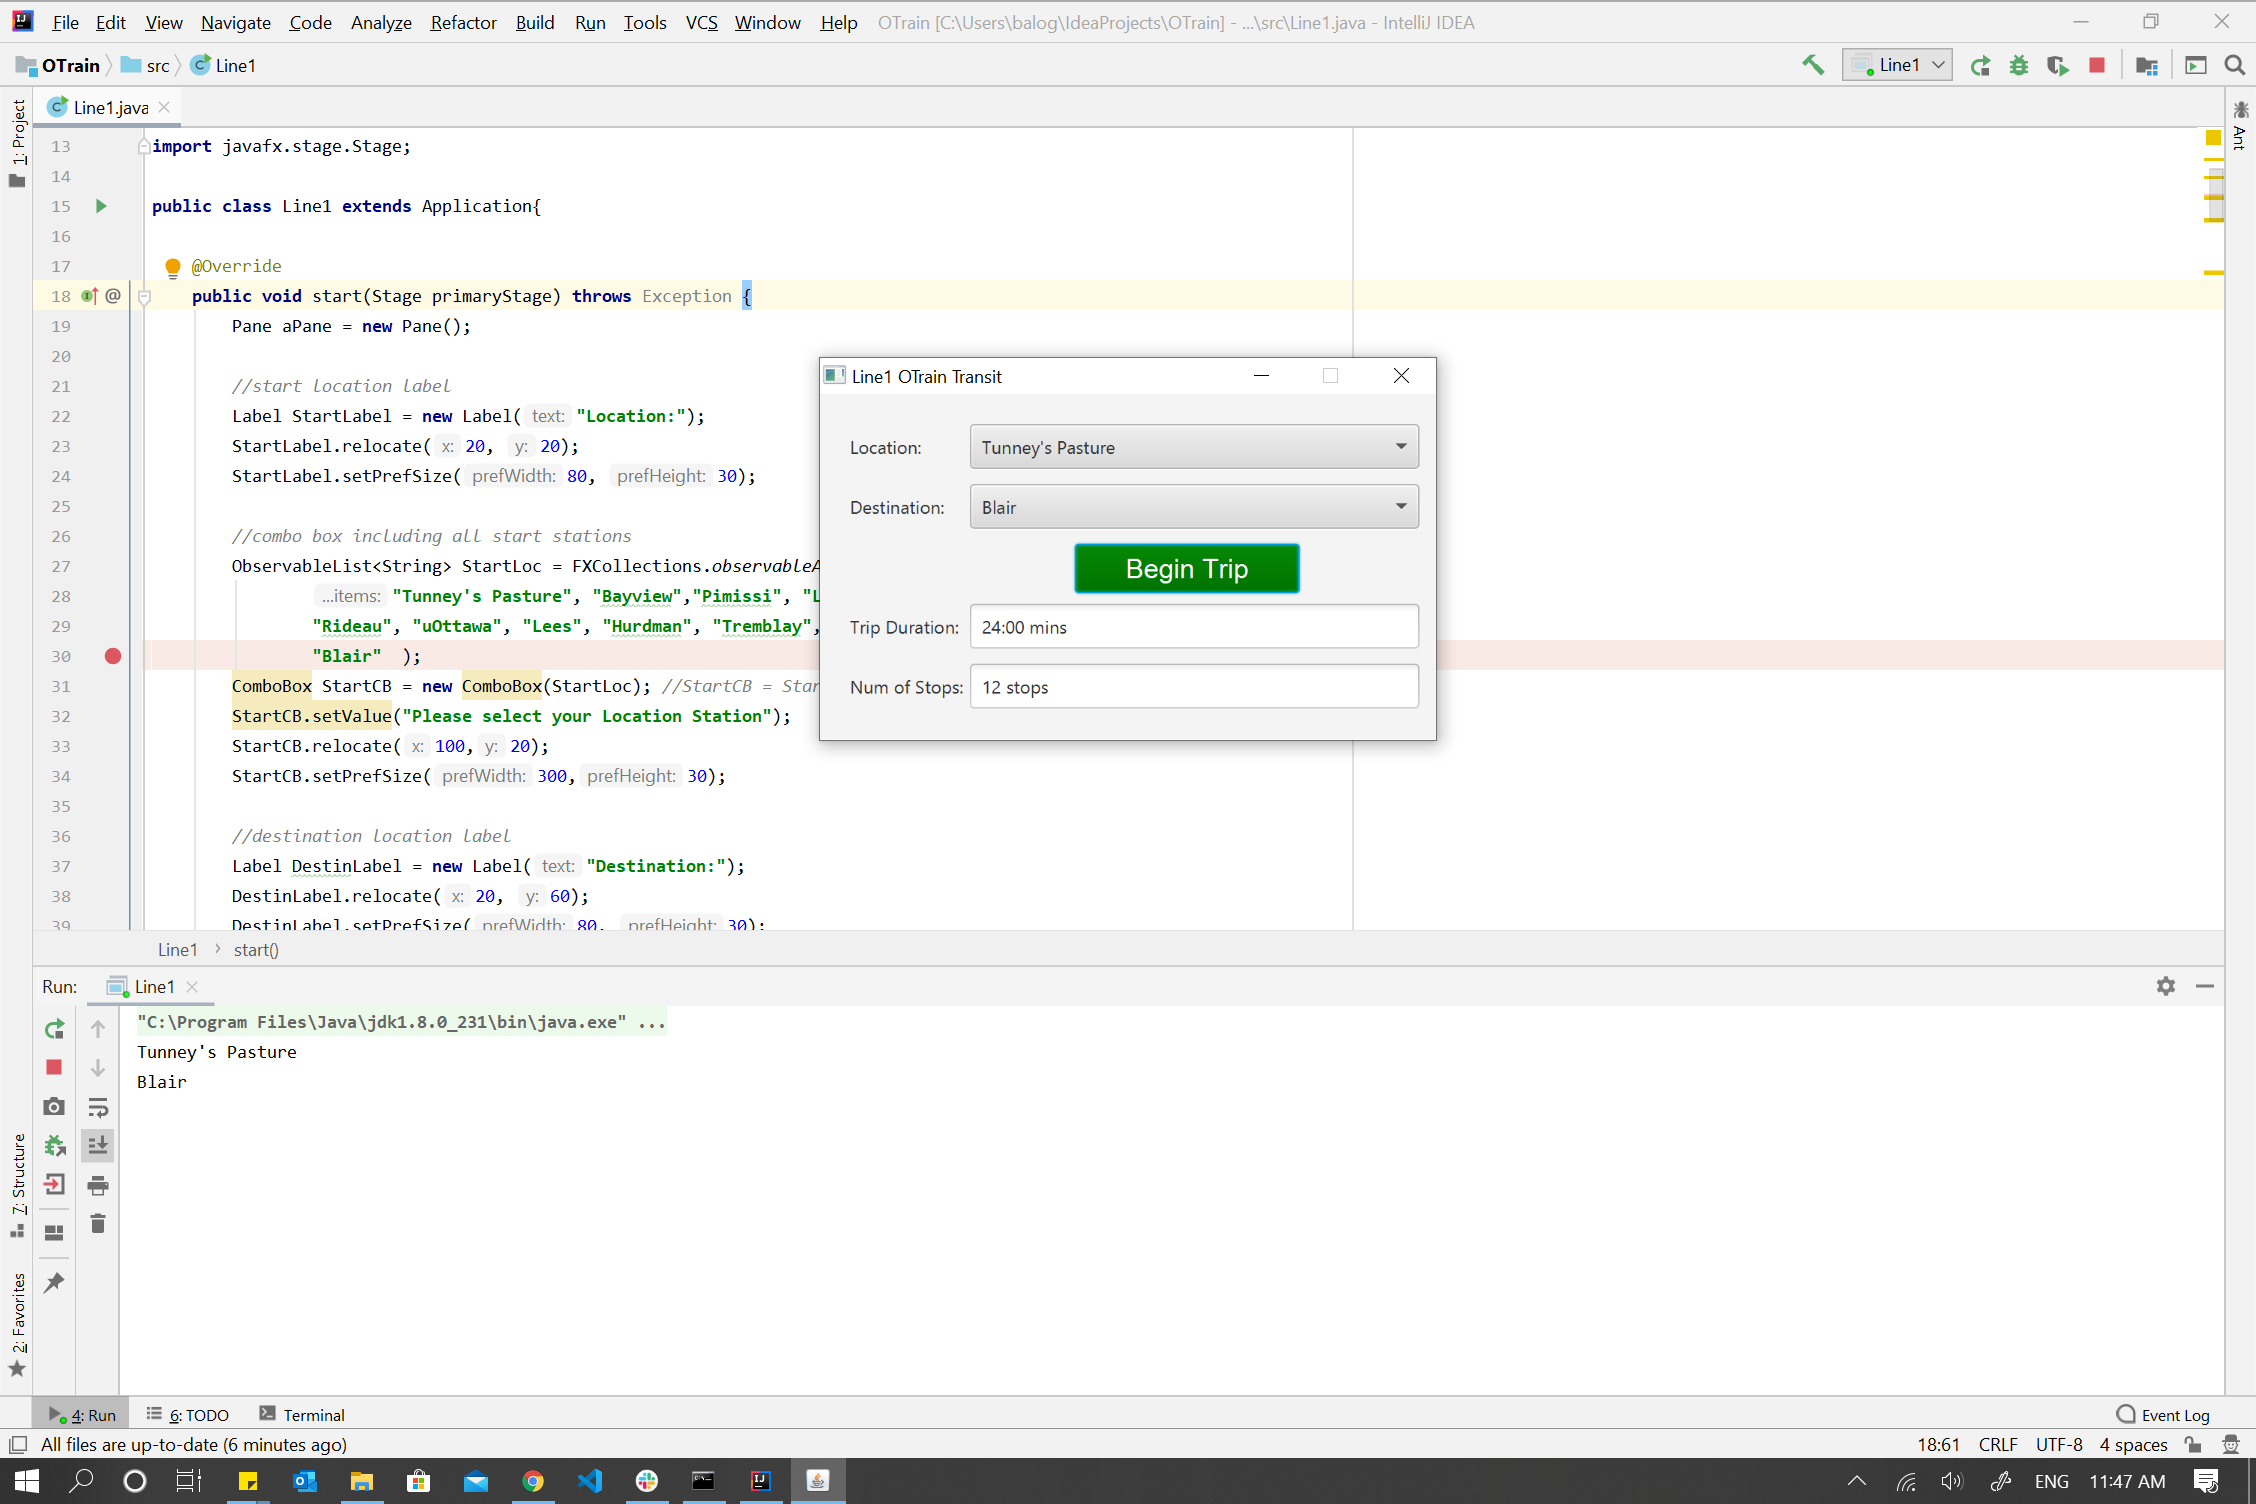 File Edit View Navigate Code Analyze Refactor Build Run Tools VCS Window Help OTrain [C:\Users\balog\IdeaProjects\OTrain] - ...\src\Line1.java - IntelliJ IDEA
OTrain src Line1
Line1
Line1.java
1: Project
Ant
13 import javafx.stage.Stage;
14
15 public class Line1 extends Application{
16
17 @Override
18 public void start(Stage primaryStage) throws Exception {
19 Pane aPane = new Pane();
20
21 //start location label
22 Label StartLabel = new Label( text: "Location:");
23 StartLabel.relocate( x: 20, y: 20);
24 StartLabel.setPrefSize( prefWidth: 80, prefHeight: 30);
25
26 //combo box including all start stations
27 ObservableList<String> StartLoc = FXCollections.observableA
28 ...items: "Tunney's Pasture", "Bayview","Pimissi", "L
29 "Rideau", "uOttawa", "Lees", "Hurdman", "Tremblay",
30 "Blair" );
31 ComboBox StartCB = new ComboBox(StartLoc); //StartCB = Star
32 StartCB.setValue("Please select your Location Station");
33 StartCB.relocate( x: 100, y: 20);
34 StartCB.setPrefSize( prefWidth: 300, prefHeight: 30);
35
36 //destination location label
37 Label DestinLabel = new Label( text: "Destination:");
38 DestinLabel.relocate( x: 20, y: 60);
39 DestinLabel.setPrefSize( prefWidth: 80, prefHeight: 30);
Line1 OTrain Transit
Location: Tunney's Pasture
Destination: Blair
Begin Trip
Trip Duration: 24:00 mins
Num of Stops: 12 stops
Line1 start()
Run: Line1
"C:\Program Files\Java\jdk1.8.0_231\bin\java.exe" ...
Tunney's Pasture
Blair
7: Structure
2: Favorites
4: Run 6: TODO Terminal Event Log
All files are up-to-date (6 minutes ago) 18:61 CRLF UTF-8 4 spaces
ENG 11:47 AM